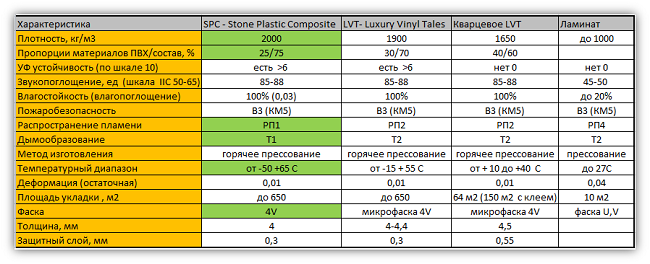 Характеристика SPC - Stone Plastic Composite LVT- Luxury Vinyl Tales Кварцевое LVT Ламинат
Плотность, кг/м3 2000 1900 1650 до 1000
Пропорции материалов ПВХ/состав, % 25/75 30/70 40/60
УФ устойчивость (по шкале 10) есть >6 есть >6 нет 0 нет 0
Звукопоглощение, ед (шкала IIC 50-65) 85-88 85-88 85-88 45-50
Влагостойкость (влагопоглощение) 100% (0,03) 100% 100% до 20%
Пожаробезопасность В3 (КМ5) В3 (КМ5) В3 (КМ5) В3 (КМ5)
Распространение пламени РП1 РП2 РП2 РП4
Дымообразование Т1 Т2 Т2 Т2
Метод изготовления горячее прессование горячее прессование горячее прессование прессование
Температурный диапазон от -50 +65 С от -15 + 55 С от + 10 до +40 С до 27С
Деформация (остаточная) 0,01 0,01 0,01 0,04
Площадь укладки , м2 до 650 до 650 64 м2 (150 м2 с клеем) 10 м2
Фаска 4V микрофаска 4V микрофаска 4V фаска U,V
Толщина, мм 4 4-4,4 4,5
Защитный слой, мм 0,3 0,3 0,55